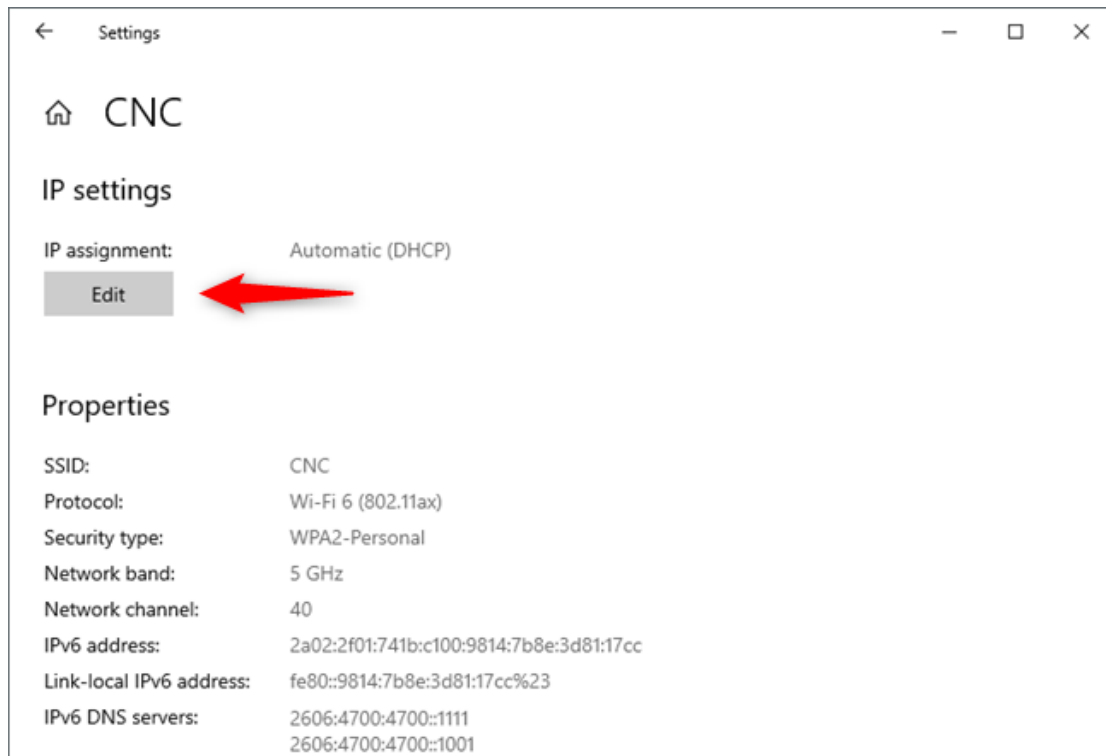 Settings
CNC
IP settings
IP assignment: Automatic (DHCP)
Edit
Properties
SSID: CNC
Protocol: Wi-Fi 6 (802.11ax)
Security type: WPA2-Personal
Network band: 5 GHz
Network channel: 40
IPv6 address: 2a02:2f01:741b:c100:9814:7b8e:3d81:17cc
Link-local IPv6 address: fe80::9814:7b8e:3d81:17cc%23
IPv6 DNS servers: 2606:4700:4700::1111
2606:4700:4700::1001